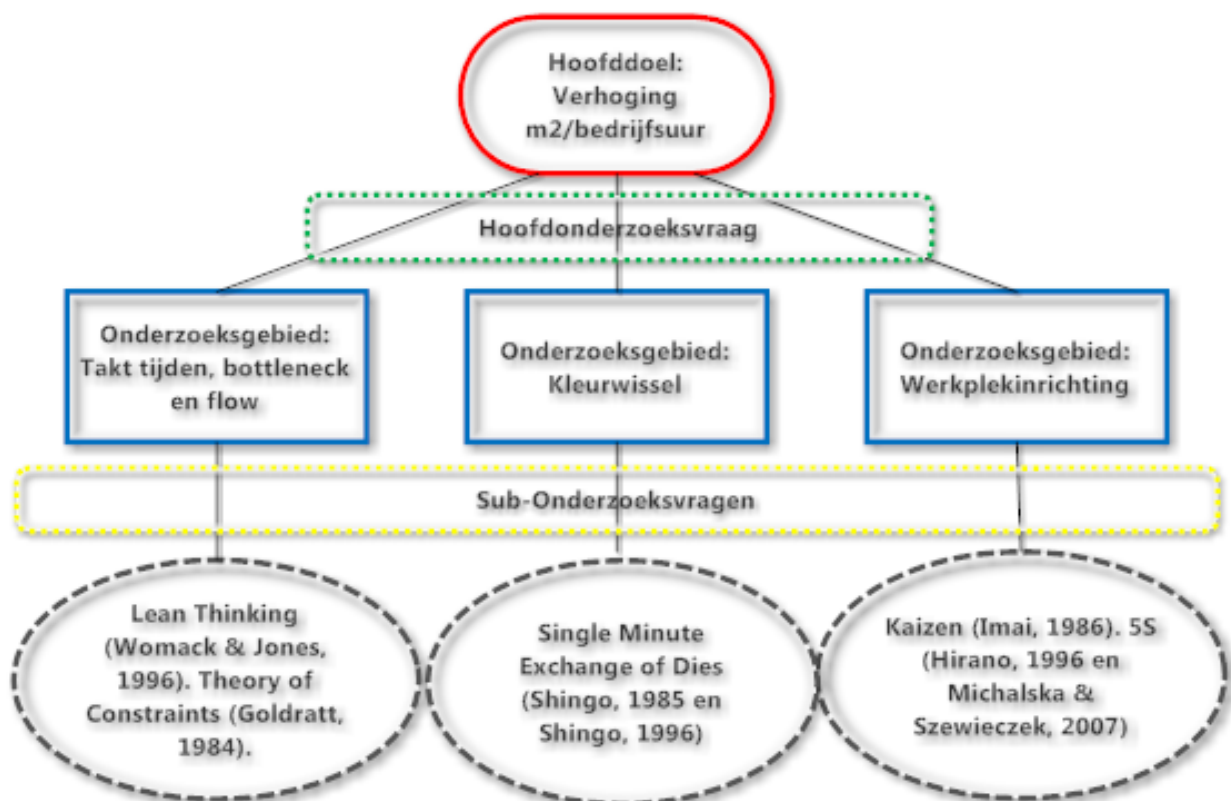 Hoofddoel:
Verhoging
m2/bedrijfsuur
Hoofdonderzoeksvraag
Onderzoeksgebied:
Takt tijden, bottleneck
en flow
Onderzoeksgebied:
Kleurwissel
Onderzoeksgebied:
Werkplekinrichting
Sub-Onderzoeksvragen
Lean Thinking
(Womack & Jones,
1996). Theory of
Constraints (Goldratt,
1984).
Single Minute
Exchange of Dies
(Shingo, 1985 en
Shingo, 1996)
Kaizen (Imai, 1986). 5S
(Hirano, 1996 en
Michalska &
Szewieczek, 2007)